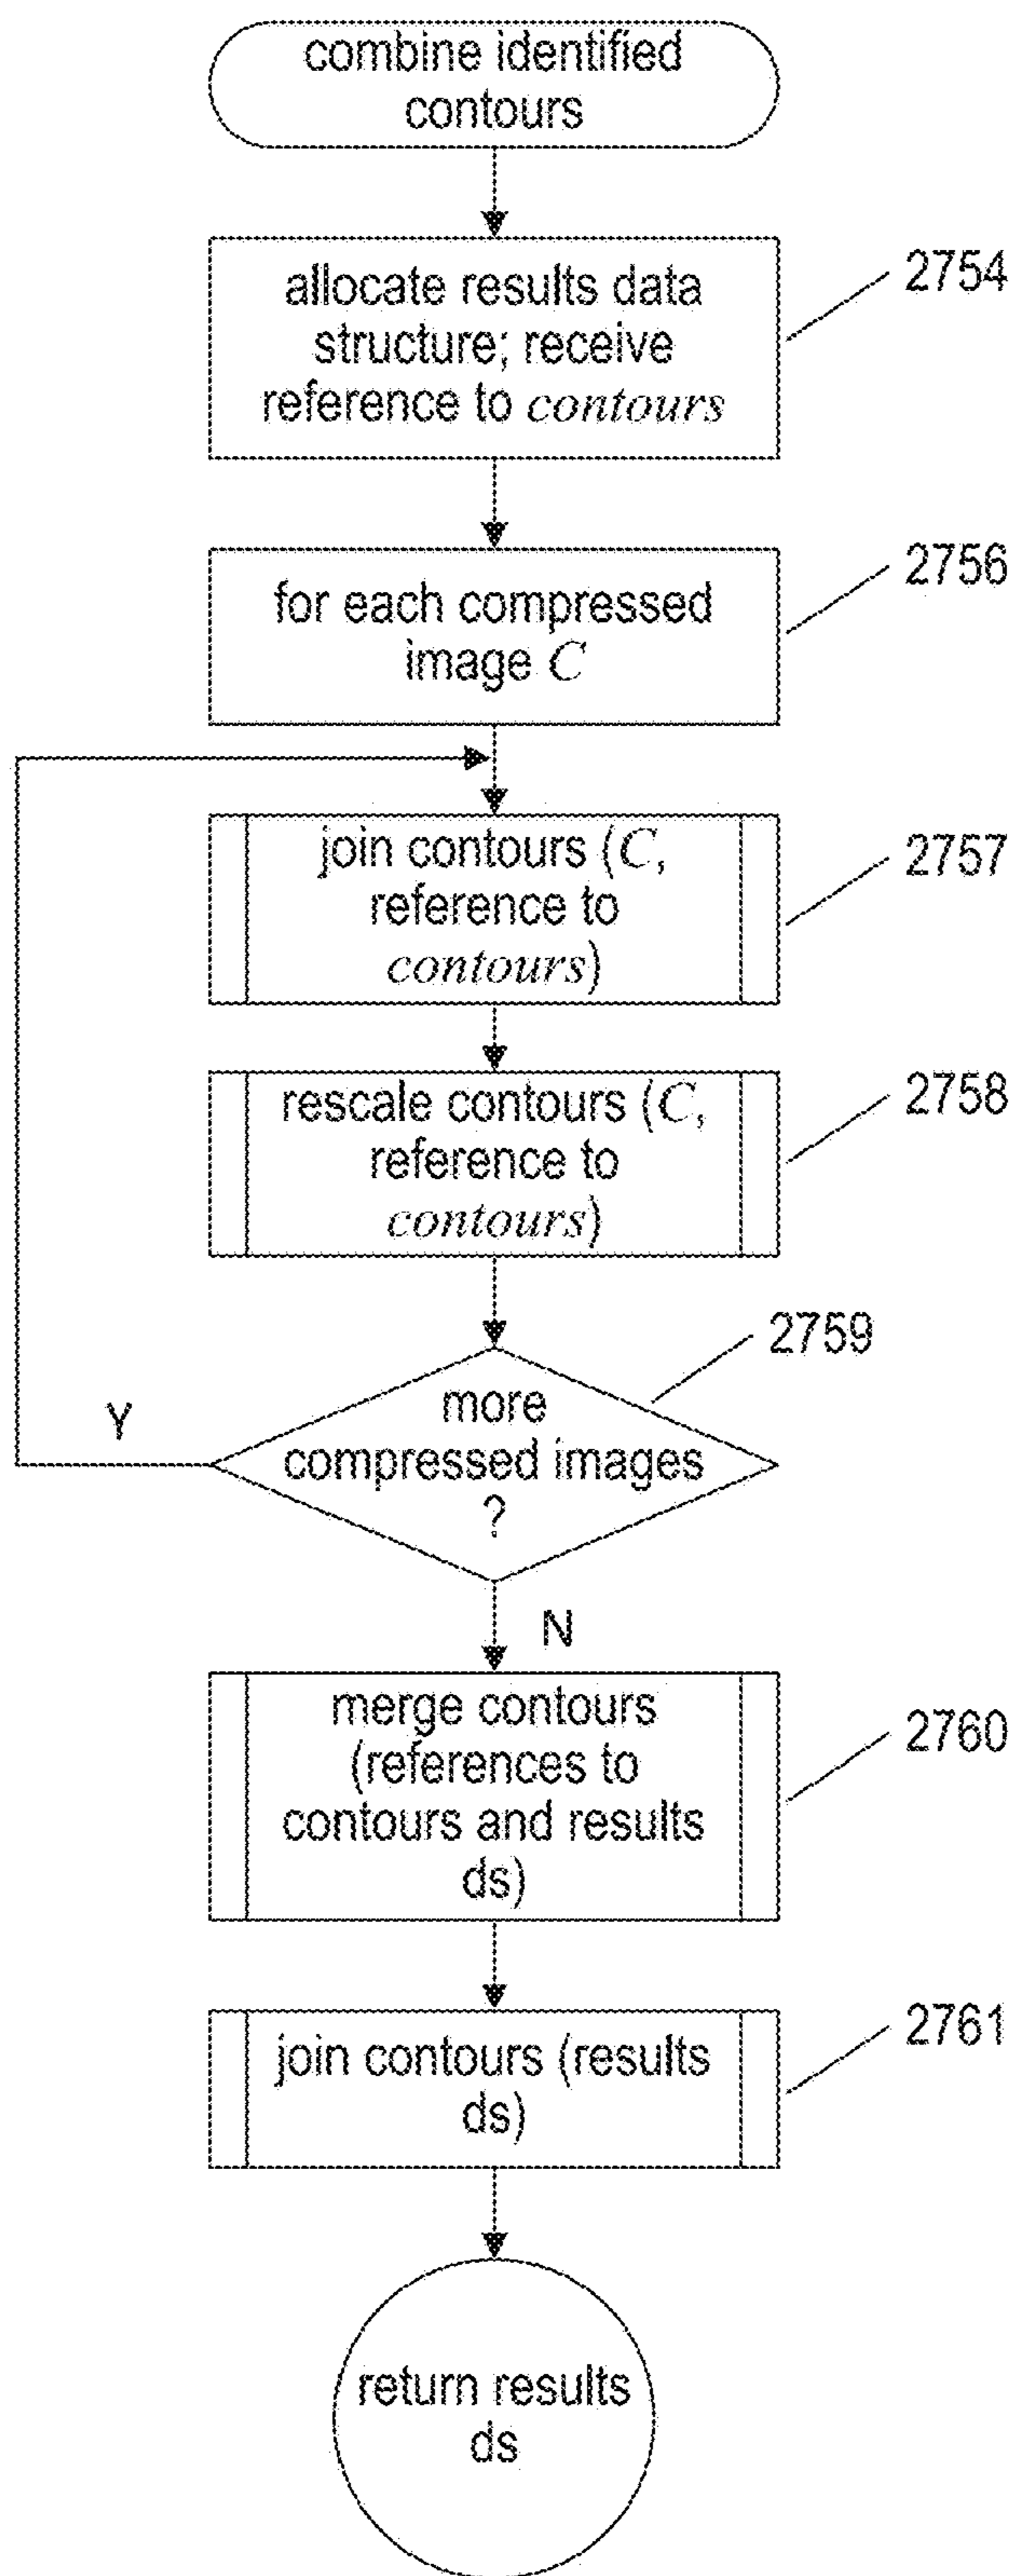 combine identified
contours
allocate results data
structure; receive
reference to contours
2754
for each compressed
image C
2756
join contours (C,
reference to
contours)
2757
rescale contours (C,
reference to
contours)
2758
more
compressed images
?
2759
Y
N
merge contours
(references to
contours and results
ds)
2760
join contours (results
ds)
2761
return results
ds